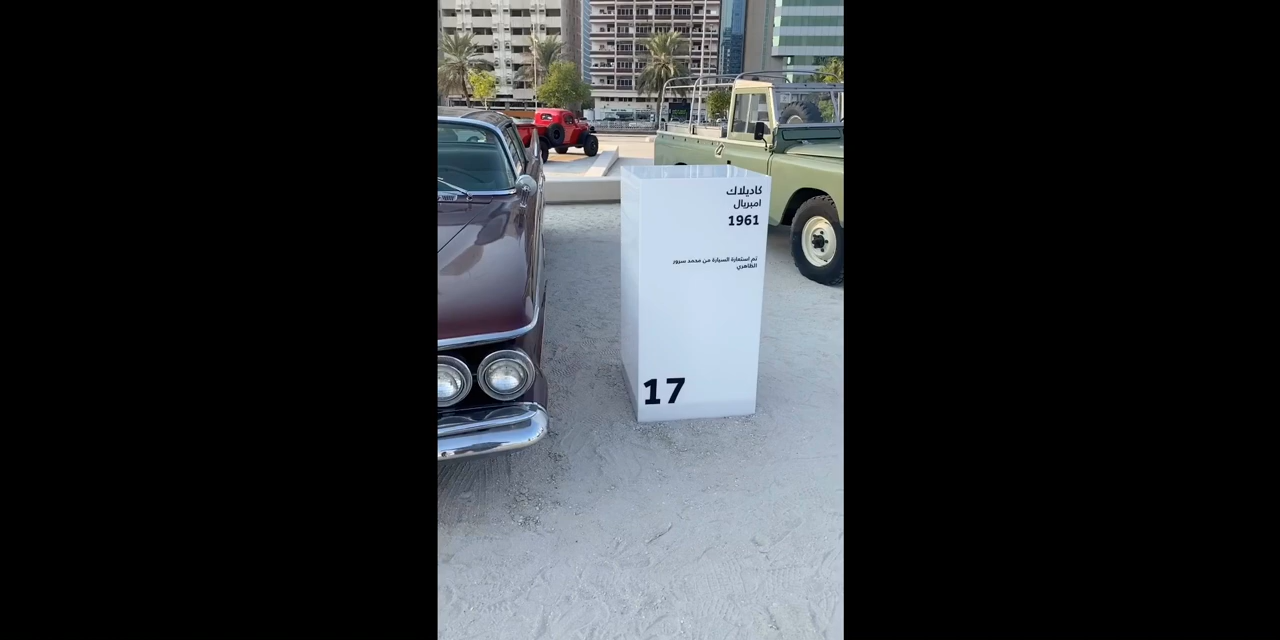 كاديلاك
امبريال
1961
تم استعارة السيارة من محمد سرور
الظاهري
17